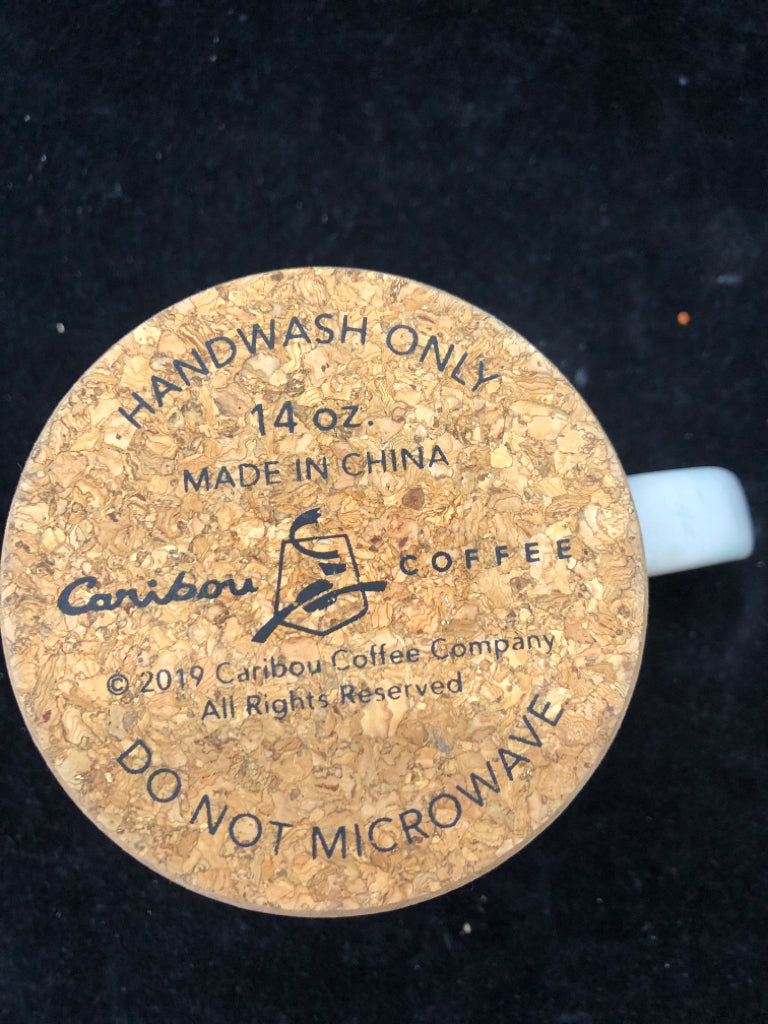 HANDWASH ONLY
14 oz.
MADE IN CHINA
Caribou COFFEE.
© 2019 Caribou Coffee Company
All Rights Reserved
DO NOT MICROWAVE